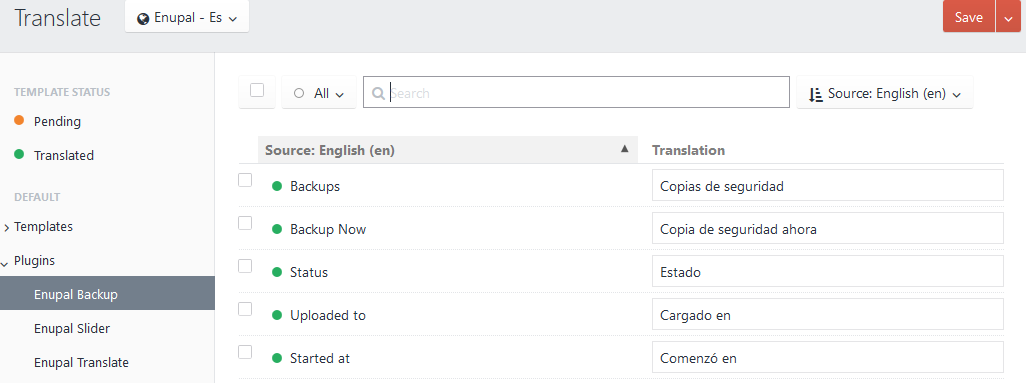 Translate
Enupal - Es
Save
TEMPLATE STATUS
Pending
Translated
DEFAULT
Templates
Plugins
Enupal Backup
Enupal Slider
Enupal Translate
All
Search
Source: English (en)
Source: English (en) Translation
Backups Copias de seguridad
Backup Now Copia de seguridad ahora
Status Estado
Uploaded to Cargado en
Started at Comenzó en